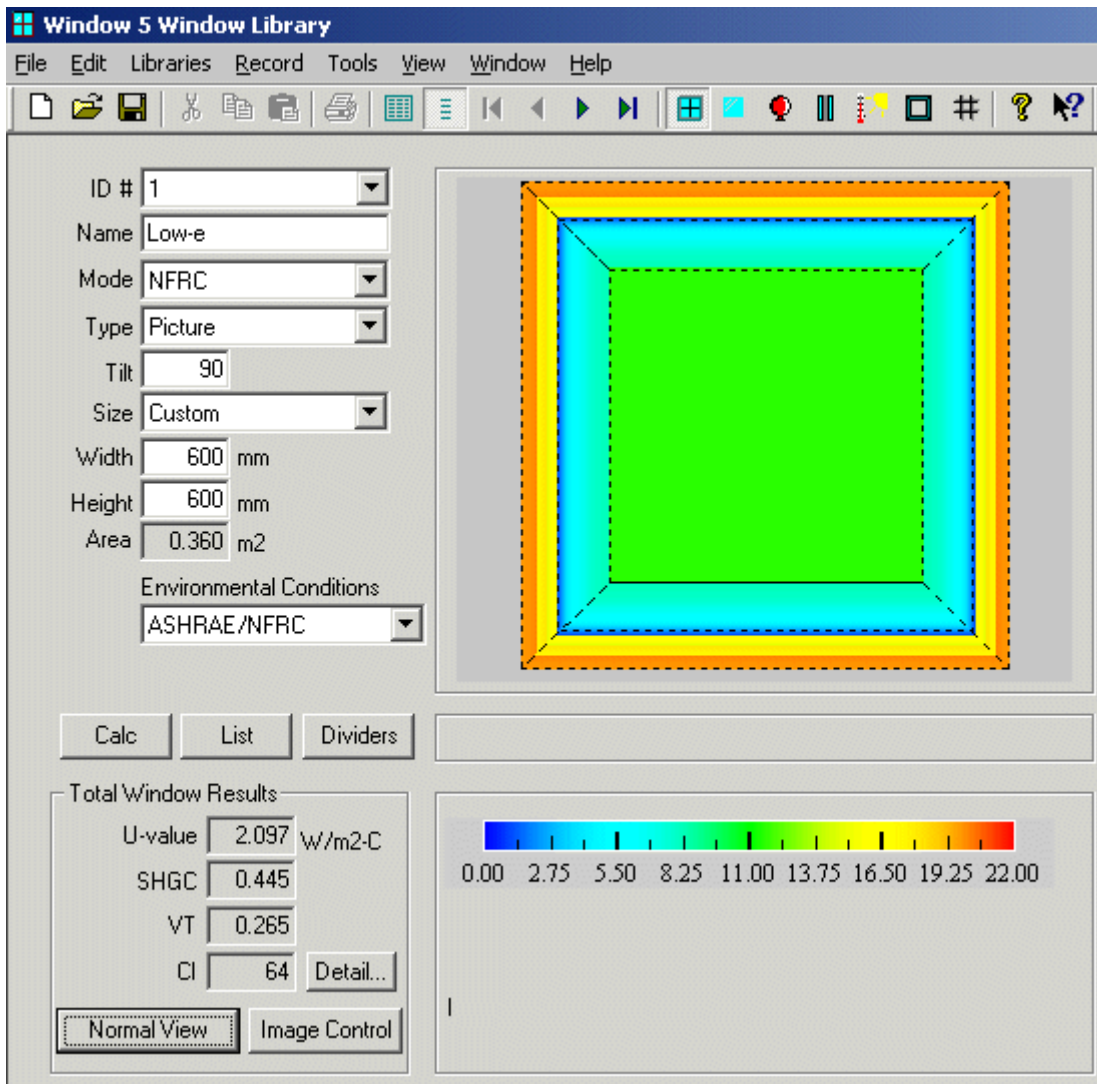 Window 5 Window Library
File Edit Libraries Record Tools View Window Help
ID # 1
Name Low-e
Mode NFRC
Type Picture
Tilt 90
Size Custom
Width 600 mm
Height 600 mm
Area 0.360 m2
Environmental Conditions
ASHRAE/NFRC
Calc List Dividers
Total Window Results
U-value 2.097 W/m2-C
SHGC 0.445
VT 0.265
CI 64 Detail...
Normal View Image Control
0.00 2.75 5.50 8.25 11.00 13.75 16.50 19.25 22.00